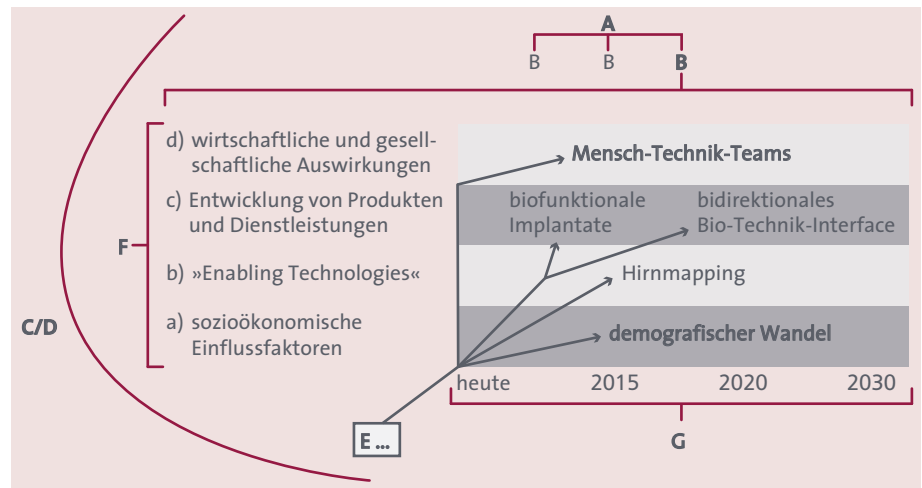 A
B B B
d) wirtschaftliche und gesell-
schaftliche Auswirkungen
Mensch-Technik-Teams
c) Entwicklung von Produkten
und Dienstleistungen
biofunktionale
Implantate
bidirektionales
Bio-Technik-Interface
F
b) »Enabling Technologies«
Hirnmapping
C/D
a) sozioökonomische
Einflussfaktoren
demografischer Wandel
heute 2015 2020 2030
E ...
G